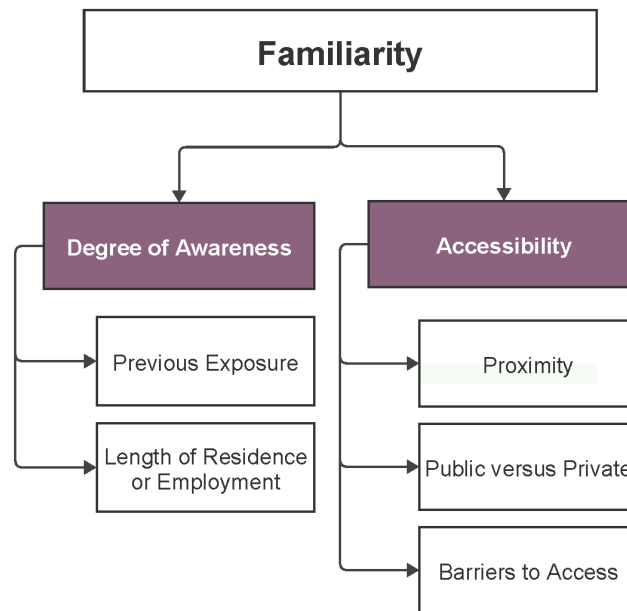 Familiarity
Degree of Awareness
Previous Exposure
Length of Residence
or Employment
Accessibility
Proximity
Public versus Private
Barriers to Access